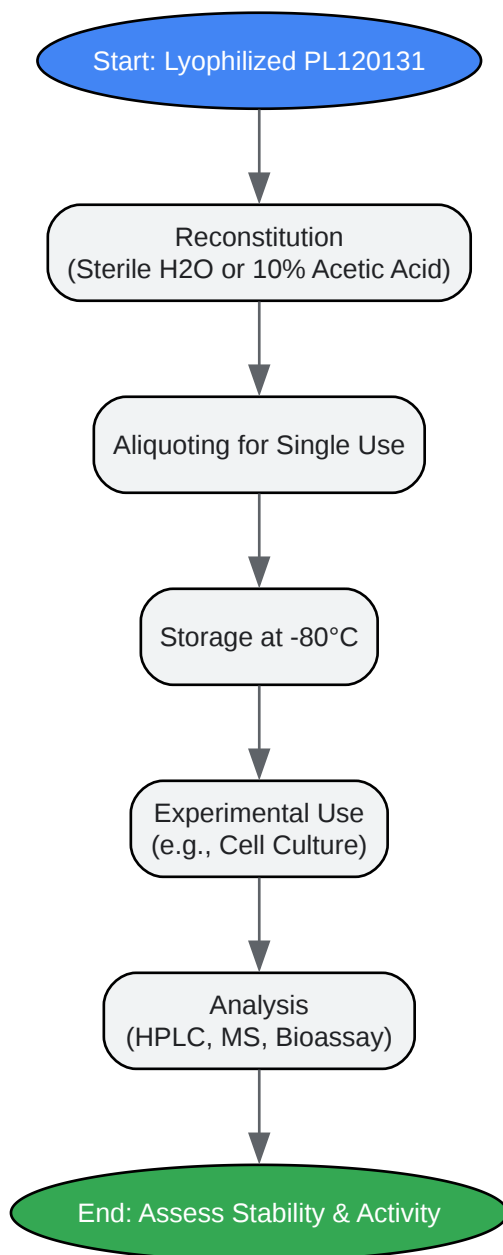 Start: Lyophilized PL120131
Reconstitution
(Sterile H2O or 10% Acetic Acid)
Aliquoting for Single Use
Storage at -80°C
Experimental Use
(e.g., Cell Culture)
Analysis
(HPLC, MS, Bioassay)
End: Assess Stability & Activity